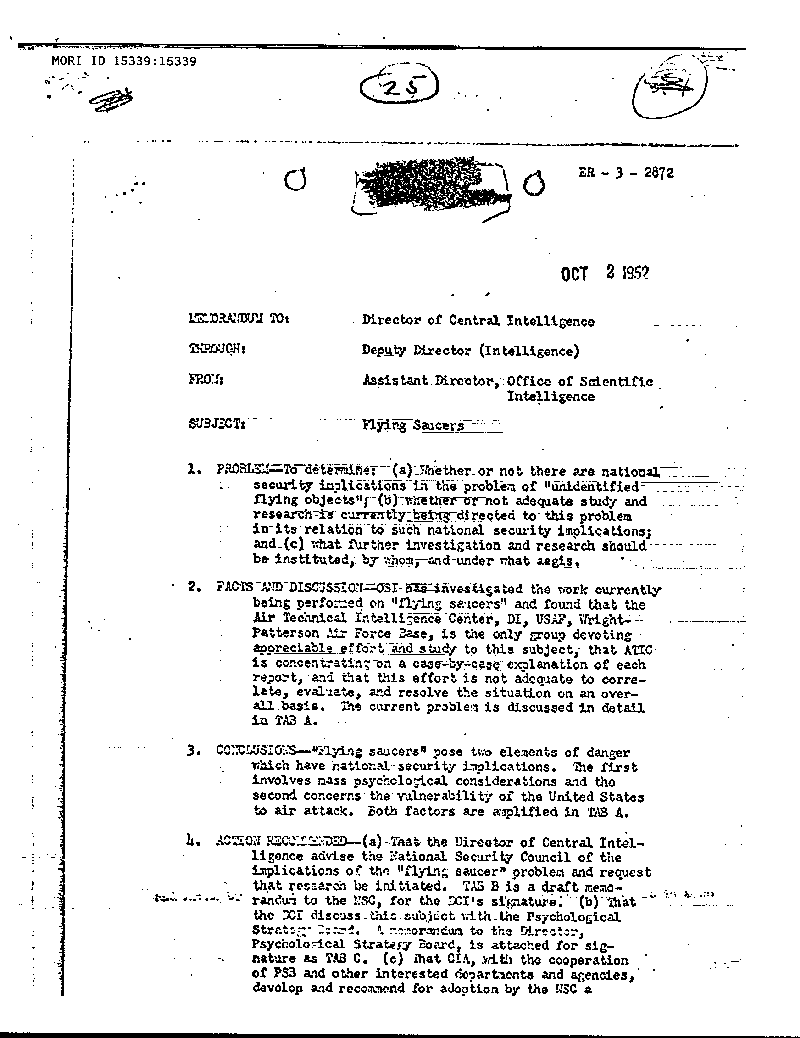 MORI ID 15339:15339
25
ER - 3 - 2872
OCT 2 1952
MEMORANDUM TO: Director of Central Intelligence
THROUGH: Deputy Director (Intelligence)
FROM: Assistant Director, Office of Scientific
Intelligence
SUBJECT: Flying Saucers
1. PROBLEM—To determine: (a) Whether or not there are national
security implications in the problem of "unidentified
flying objects"; (b) whether or not adequate study and
research is currently being directed to this problem
in its relation to such national security implications;
and (c) what further investigation and research should
be instituted, by whom, and under what aegis.
2. FACTS AND DISCUSSION—OSI has investigated the work currently
being performed on "flying saucers" and found that the
Air Technical Intelligence Center, DI, USAF, Wright-
Patterson Air Force Base, is the only group devoting
appreciable effort and study to this subject, that ATIC
is concentrating on a case-by-case explanation of each
report, and that this effort is not adequate to corre-
late, evaluate, and resolve the situation on an over-
all basis. The current problem is discussed in detail
in TAB A.
3. CONCLUSIONS—"Flying saucers" pose two elements of danger
which have national security implications. The first
involves mass psychological considerations and the
second concerns the vulnerability of the United States
to air attack. Both factors are amplified in TAB A.
4. ACTION RECOMMENDED—(a) That the Director of Central Intel-
ligence advise the National Security Council of the
implications of the "flying saucer" problem and request
that research be initiated. TAB B is a draft memo-
randum to the NSC, for the DCI's signature. (b) That
the DCI discuss this subject with the Psychological
Strategy Board. A memorandum to the Director,
Psychological Strategy Board, is attached for sig-
nature as TAB C. (c) That CIA, with the cooperation
of PSB and other interested departments and agencies,
develop and recommend for adoption by the NSC a